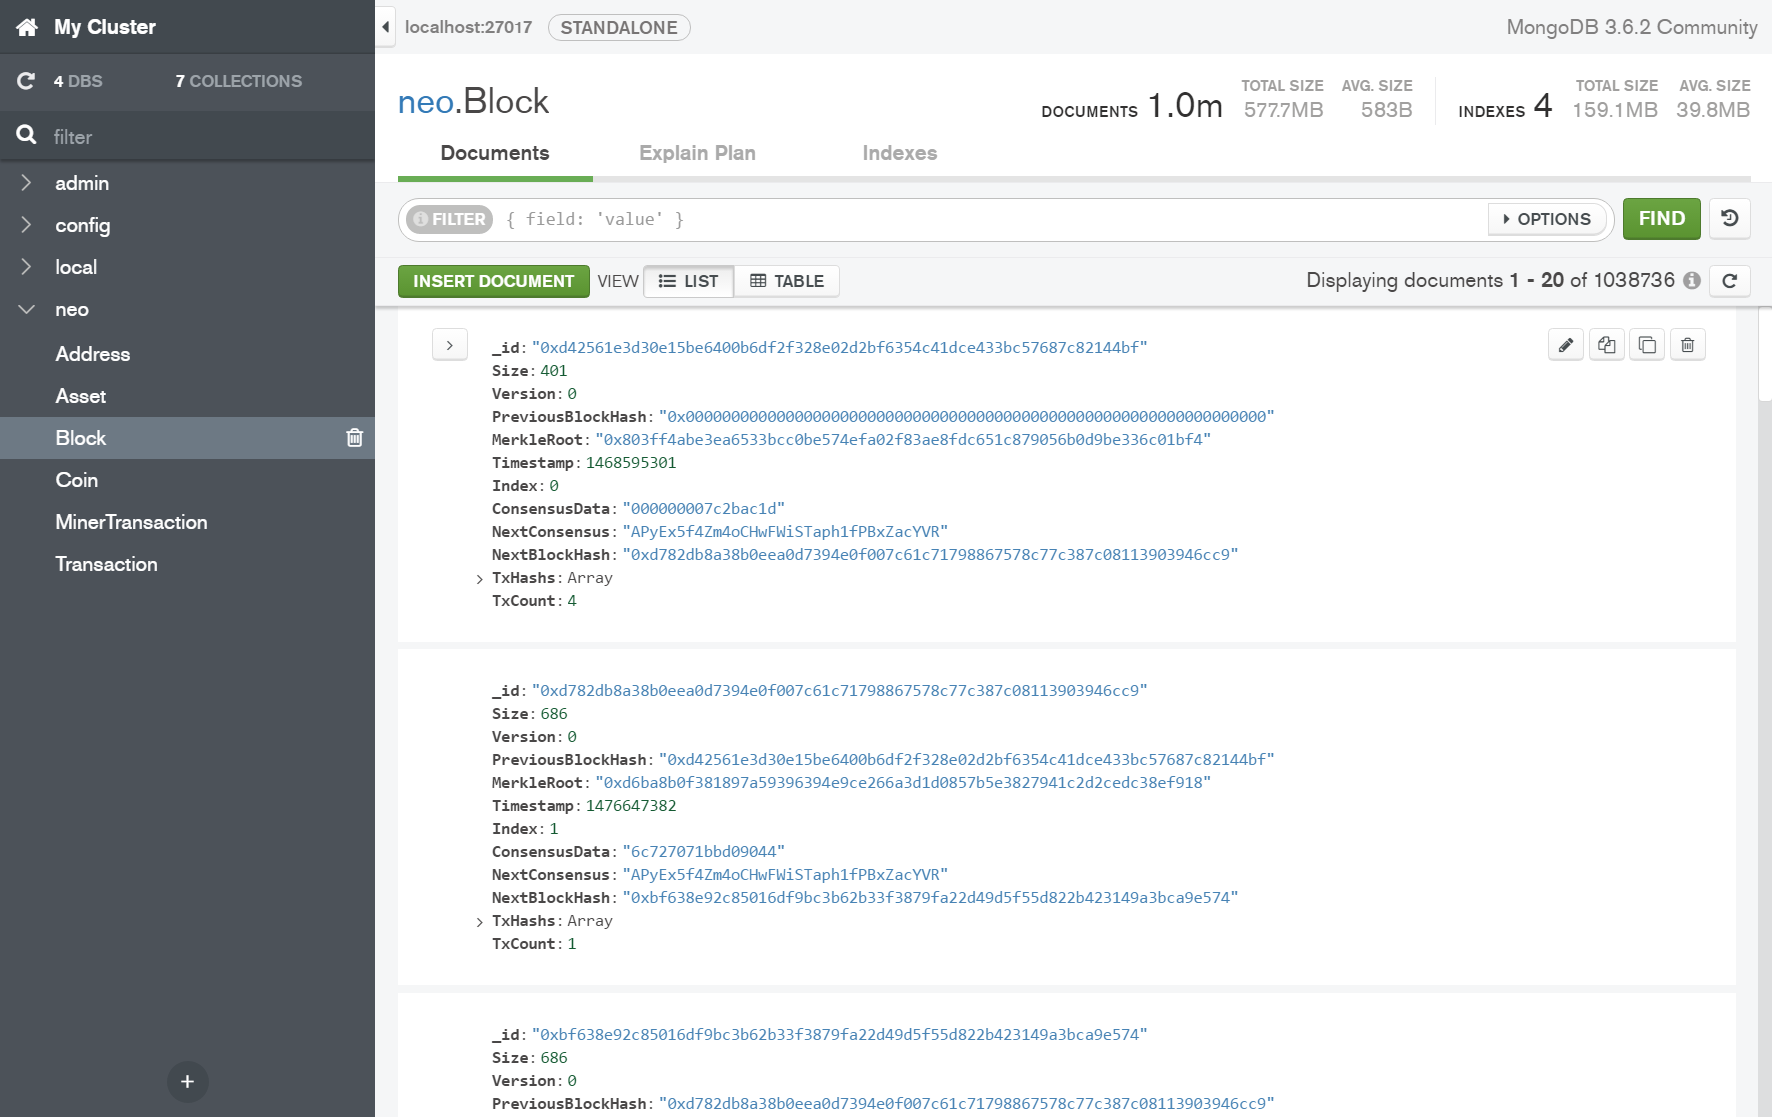 My Cluster
4 DBS 7 COLLECTIONS
filter
admin
config
local
neo
Address
Asset
Block
Coin
MinerTransaction
Transaction
+
localhost:27017 STANDALONE MongoDB 3.6.2 Community
neo.Block
DOCUMENTS 1.0m TOTAL SIZE 577.7MB AVG. SIZE 583B INDEXES 4 TOTAL SIZE 159.1MB AVG. SIZE 39.8MB
Documents Explain Plan Indexes
FILTER { field: 'value' } OPTIONS FIND
INSERT DOCUMENT VIEW LIST TABLE Displaying documents 1 - 20 of 1038736
_id: "0xd42561e3d30e15be6400b6df2f328e02d2bf6354c41dce433bc57687c82144bf"
Size: 401
Version: 0
PreviousBlockHash: "0x0000000000000000000000000000000000000000000000000000000000000000"
MerkleRoot: "0x803ff4abe3ea6533bcc0be574efa02f83ae8fdc651c879056b0d9be336c01bf4"
Timestamp: 1468595301
Index: 0
ConsensusData: "000000007c2bac1d"
NextConsensus: "APyEx5f4Zm4oCHwFWiSTaph1fPBxZacYVR"
NextBlockHash: "0xd782db8a38b0eea0d7394e0f007c61c71798867578c77c387c08113903946cc9"
TxHashs: Array
TxCount: 4
_id: "0xd782db8a38b0eea0d7394e0f007c61c71798867578c77c387c08113903946cc9"
Size: 686
Version: 0
PreviousBlockHash: "0xd42561e3d30e15be6400b6df2f328e02d2bf6354c41dce433bc57687c82144bf"
MerkleRoot: "0xd6ba8b0f381897a59396394e9ce266a3d1d0857b5e3827941c2d2cedc38ef918"
Timestamp: 1476647382
Index: 1
ConsensusData: "6c727071bbd09044"
NextConsensus: "APyEx5f4Zm4oCHwFWiSTaph1fPBxZacYVR"
NextBlockHash: "0xbf638e92c85016df9bc3b62b33f3879fa22d49d5f55d822b423149a3bca9e574"
TxHashs: Array
TxCount: 1
_id: "0xbf638e92c85016df9bc3b62b33f3879fa22d49d5f55d822b423149a3bca9e574"
Size: 686
Version: 0
PreviousBlockHash: "0xd782db8a38b0eea0d7394e0f007c61c71798867578c77c387c08113903946cc9"